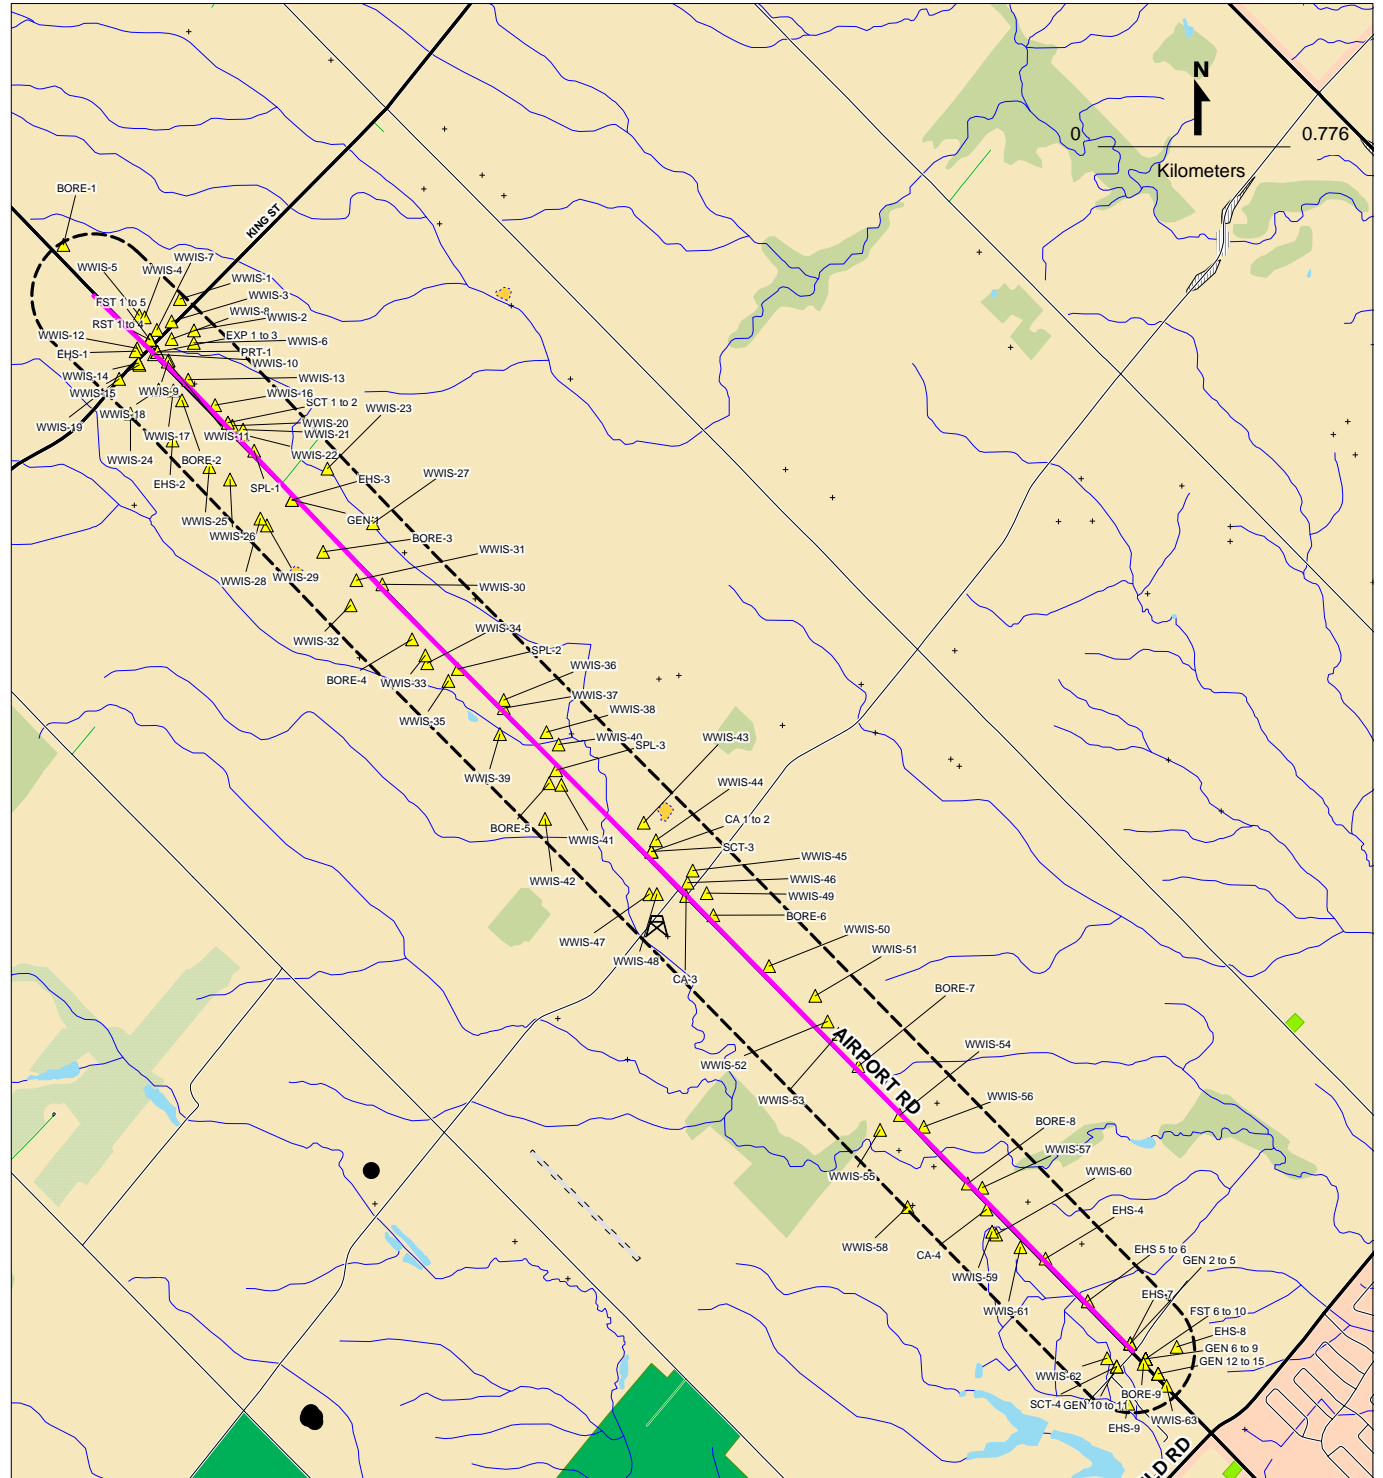 N
0
0.776
Kilometers
BORE-1
KING ST
WWIS-7
WWIS-5
WWIS-4
WWIS-1
WWIS-3
FST 1 to 5
WWIS-8
WWIS-2
RST 1 to 4
WWIS-12
EXP 1 to 3
WWIS-6
EHS-1
PRT-1
WWIS-10
WWIS-14
WWIS-13
WWIS-15
WWIS-9
WWIS-16
SCT 1 to 2
WWIS-23
WWIS-18
WWIS-19
WWIS-20
WWIS-17
WWIS-11
WWIS-21
WWIS-22
WWIS-24
BORE-2
WWIS-27
EHS-2
SPL-1
EHS-3
WWIS-25
GEN-1
WWIS-26
BORE-3
WWIS-31
WWIS-28
WWIS-29
WWIS-30
WWIS-32
WWIS-34
SPL-2
BORE-4
WWIS-33
WWIS-36
WWIS-37
WWIS-35
WWIS-38
WWIS-40
SPL-3
WWIS-43
WWIS-39
WWIS-44
CA 1 to 2
BORE-5
WWIS-41
SCT-3
WWIS-45
WWIS-42
WWIS-46
WWIS-49
BORE-6
WWIS-50
WWIS-47
WWIS-51
WWIS-48
CA-3
BORE-7
AIRPORT RD
WWIS-54
WWIS-52
WWIS-56
WWIS-53
BORE-8
WWIS-57
WWIS-60
WWIS-55
EHS-4
WWIS-58
CA-4
EHS 5 to 6
GEN 2 to 5
WWIS-59
EHS-7
WWIS-61
FST 6 to 10
EHS-8
GEN 6 to 9
GEN 12 to 15
WWIS-62
BORE-9
SCT-4
GEN 10 to 11
WWIS-63
EHS-9
LD RD